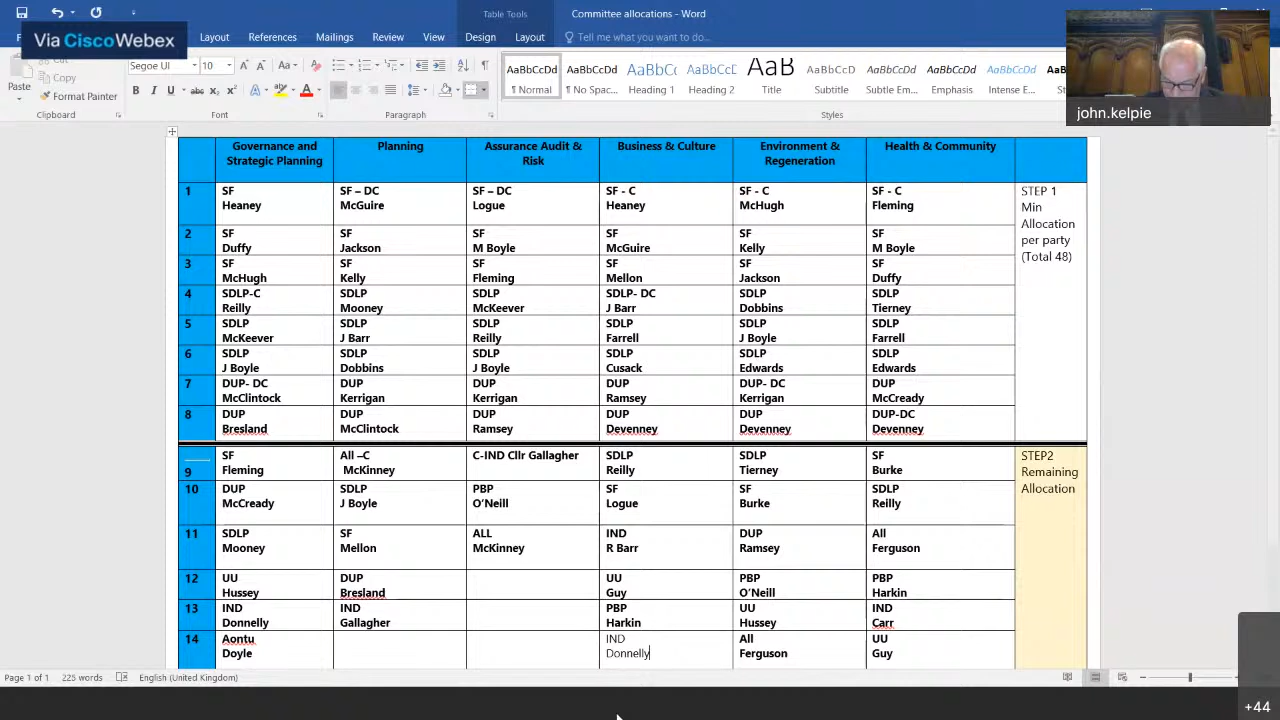 Table Tools
Committee allocations - Word
Via CiscoWebex
Layout References Mailings Review View Design Layout Tell me what you want to do...
Paste
Format Painter
Segoe UI 10
AaBbCcDd AaBbCcDd AaBbC( AaBbCcC AaB AaBbCcD AaBbCcDd AaBbCcDd AaBbCcDd
¶ Normal ¶ No Spac... Heading 1 Heading 2 Title Subtitle Subtle Em... Emphasis Intense E...
Clipboard Font Paragraph Styles
john.kelpie
Governance and Strategic Planning Planning Assurance Audit & Risk Business & Culture Environment & Regeneration Health & Community
1 SF SF – DC SF – DC SF - C SF - C SF - C STEP 1
Heaney McGuire Logue Heaney McHugh Fleming Min
Allocation
2 SF SF SF SF SF SF per party
Duffy Jackson M Boyle McGuire Kelly M Boyle (Total 48)
3 SF SF SF SF SF SF
McHugh Kelly Fleming Mellon Jackson Duffy
4 SDLP-C SDLP SDLP SDLP- DC SDLP SDLP
Reilly Mooney McKeever J Barr Dobbins Tierney
5 SDLP SDLP SDLP SDLP SDLP SDLP
McKeever J Barr Reilly Farrell J Boyle Farrell
6 SDLP SDLP SDLP SDLP SDLP SDLP
J Boyle Dobbins J Boyle Cusack Edwards Edwards
7 DUP- DC DUP DUP DUP DUP- DC DUP
McClintock Kerrigan Kerrigan Ramsey Kerrigan McCready
8 DUP DUP DUP DUP DUP DUP-DC
Bresland McClintock Ramsey Devenney Devenney Devenney
SF All –C C-IND Cllr Gallagher SDLP SDLP SF STEP2
9 Fleming McKinney Reilly Tierney Burke Remaining
10 DUP SDLP PBP SF SF SDLP Allocation
McCready J Boyle O'Neill Logue Burke Reilly
11 SDLP SF ALL IND DUP All
Mooney Mellon McKinney R Barr Ramsey Ferguson
12 UU DUP UU PBP PBP
Hussey Bresland Guy O'Neill Harkin
13 IND IND PBP UU IND
Donnelly Gallagher Harkin Hussey Carr
14 Aontu IND All UU
Doyle Donnelly Ferguson Guy
Page 1 of 1 225 words English (United Kingdom)
+44